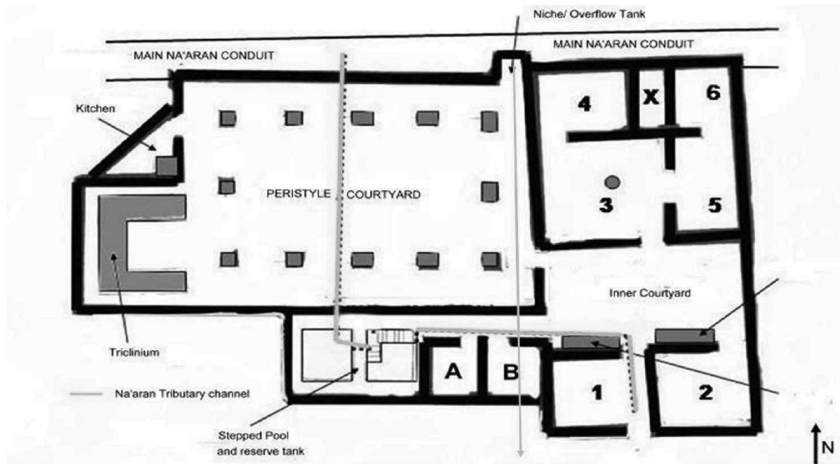 Niche/ Overflow Tank
MAIN NA'ARAN CONDUIT
MAIN NA'ARAN CONDUIT
Kitchen
4
X
6
PERISTYLE COURTYARD
3
5
Inner Courtyard
Triclinium
A
B
1
2
Na'aran Tributary channel
Stepped Pool
and reserve tank
N